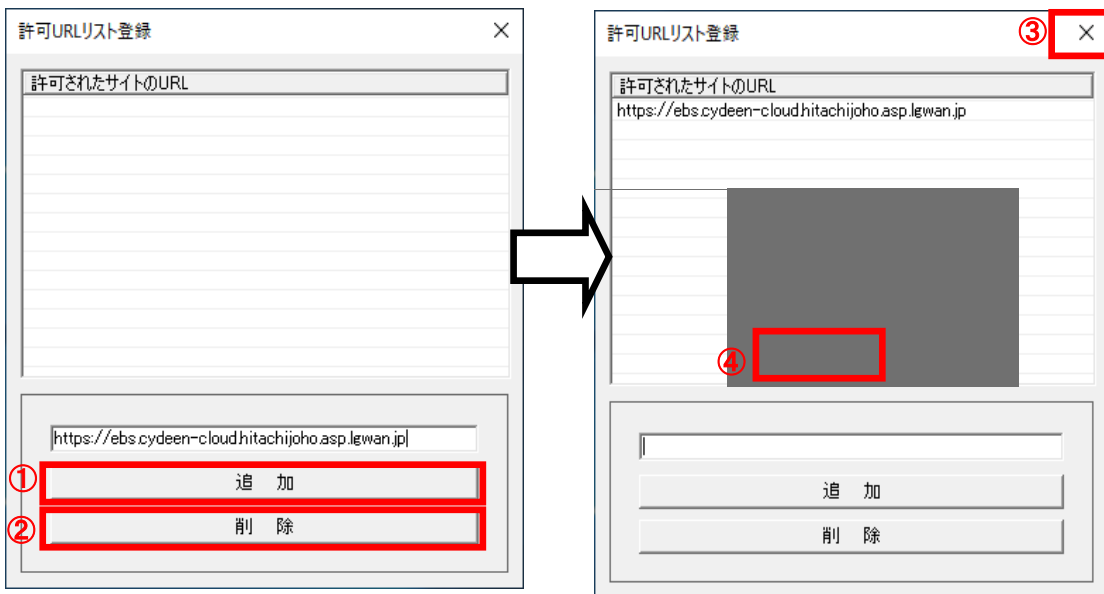 許可URLリスト登録
許可されたサイトのURL
https://ebs.cydeen-cloud.hitachijoho.asp.lgwan.jp
① 追 加
② 削 除
許可URLリスト登録
③
許可されたサイトのURL
https://ebs.cydeen-cloud.hitachijoho.asp.lgwan.jp
④
追 加
削 除